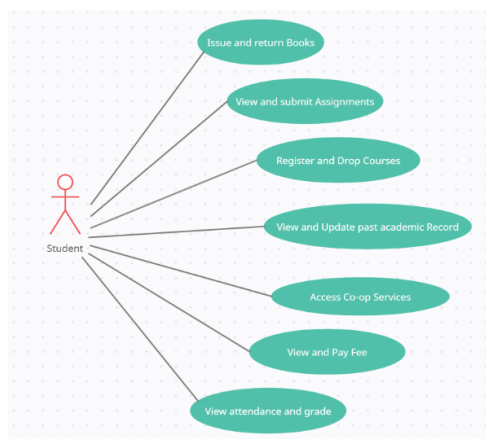 Issue and return Books
View and submit Assignments
Register and Drop Courses
View and Update past academic Record
Student
Access Co-op Services
View and Pay Fee
View attendance and grade